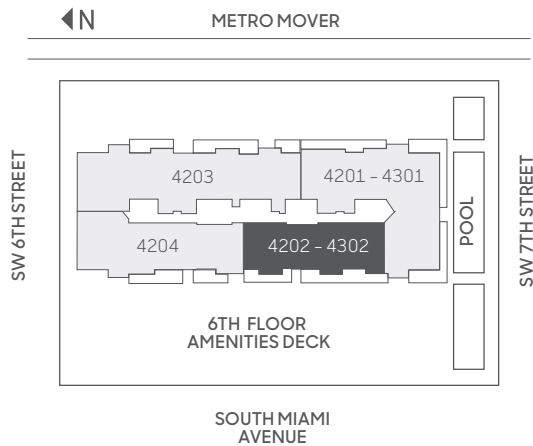 N
METRO MOVER
SW 6TH STREET
4203
4201 – 4301
4204
4202 – 4302
POOL
SW 7TH STREET
6TH FLOOR
AMENITIES DECK
SOUTH MIAMI
AVENUE